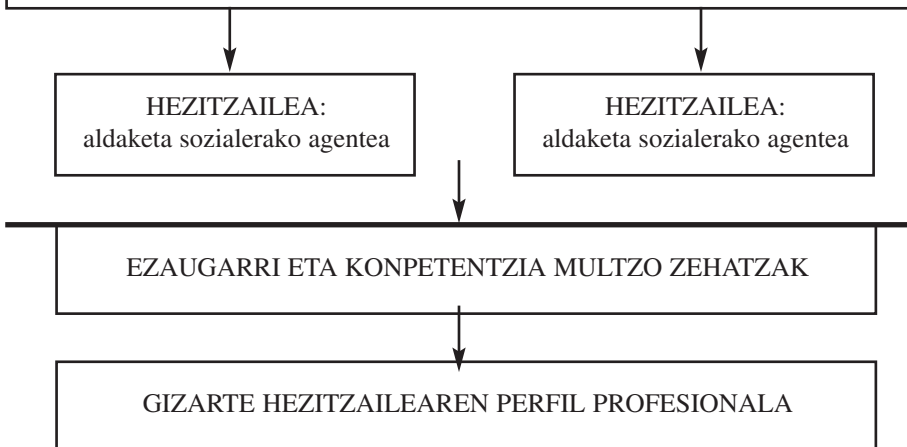 HEZITZAILEA:
aldaketa sozialerako agentea
HEZITZAILEA:
aldaketa sozialerako agentea
EZAUGARRI ETA KONPETENTZIA MULTZO ZEHATZAK
GIZARTE HEZITZAILEAREN PERFIL PROFESIONALA